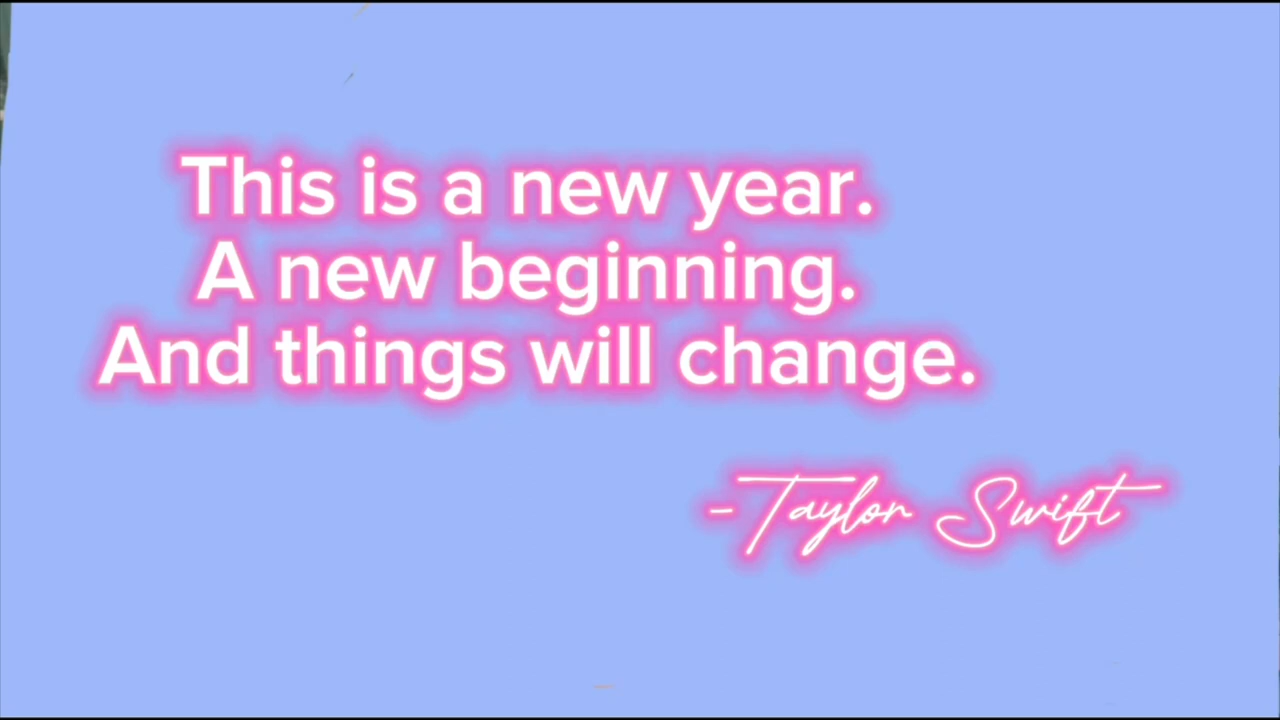 This is a new year.
A new beginning.
And things will change.
-Taylor Swift